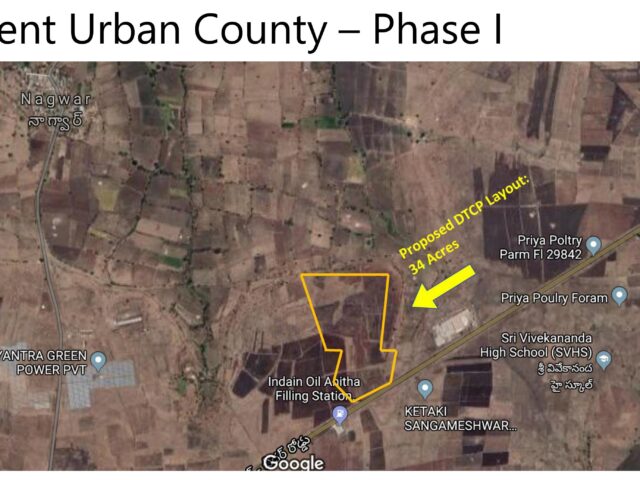 ent Urban County – Phase I
Nagwar
నాగ్వార్
Proposed DTCP Layout:
34 Acres
Priya Poltry
Parm Fl 29842
Priya Poulry Foram
Sri Vivekananda
High School (SVHS)
శ్రీ వివేకానంద
హై స్కూల్
YANTRA GREEN
POWER PVT
Indain Oil Anitha
Filling Station
KETAKI
SANGAMESHWAR...
Google